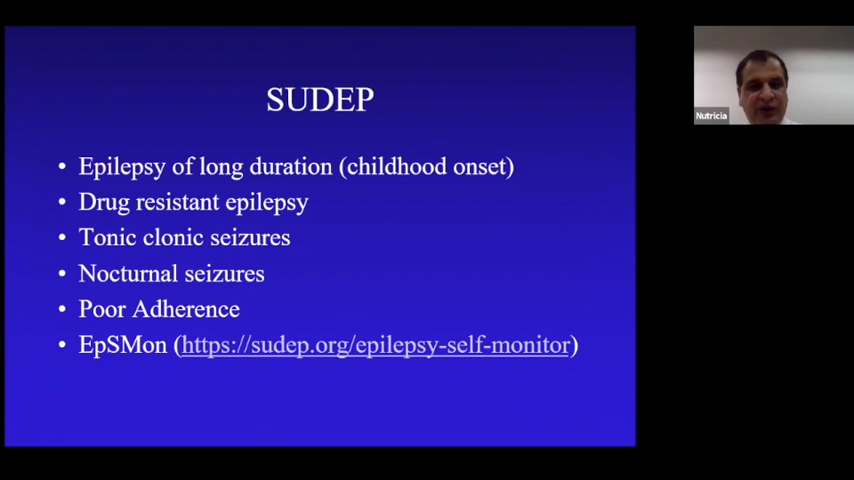 SUDEP
• Epilepsy of long duration (childhood onset)
• Drug resistant epilepsy
• Tonic clonic seizures
• Nocturnal seizures
• Poor Adherence
• EpSMon (https://sudep.org/epilepsy-self-monitor)
Nutricia